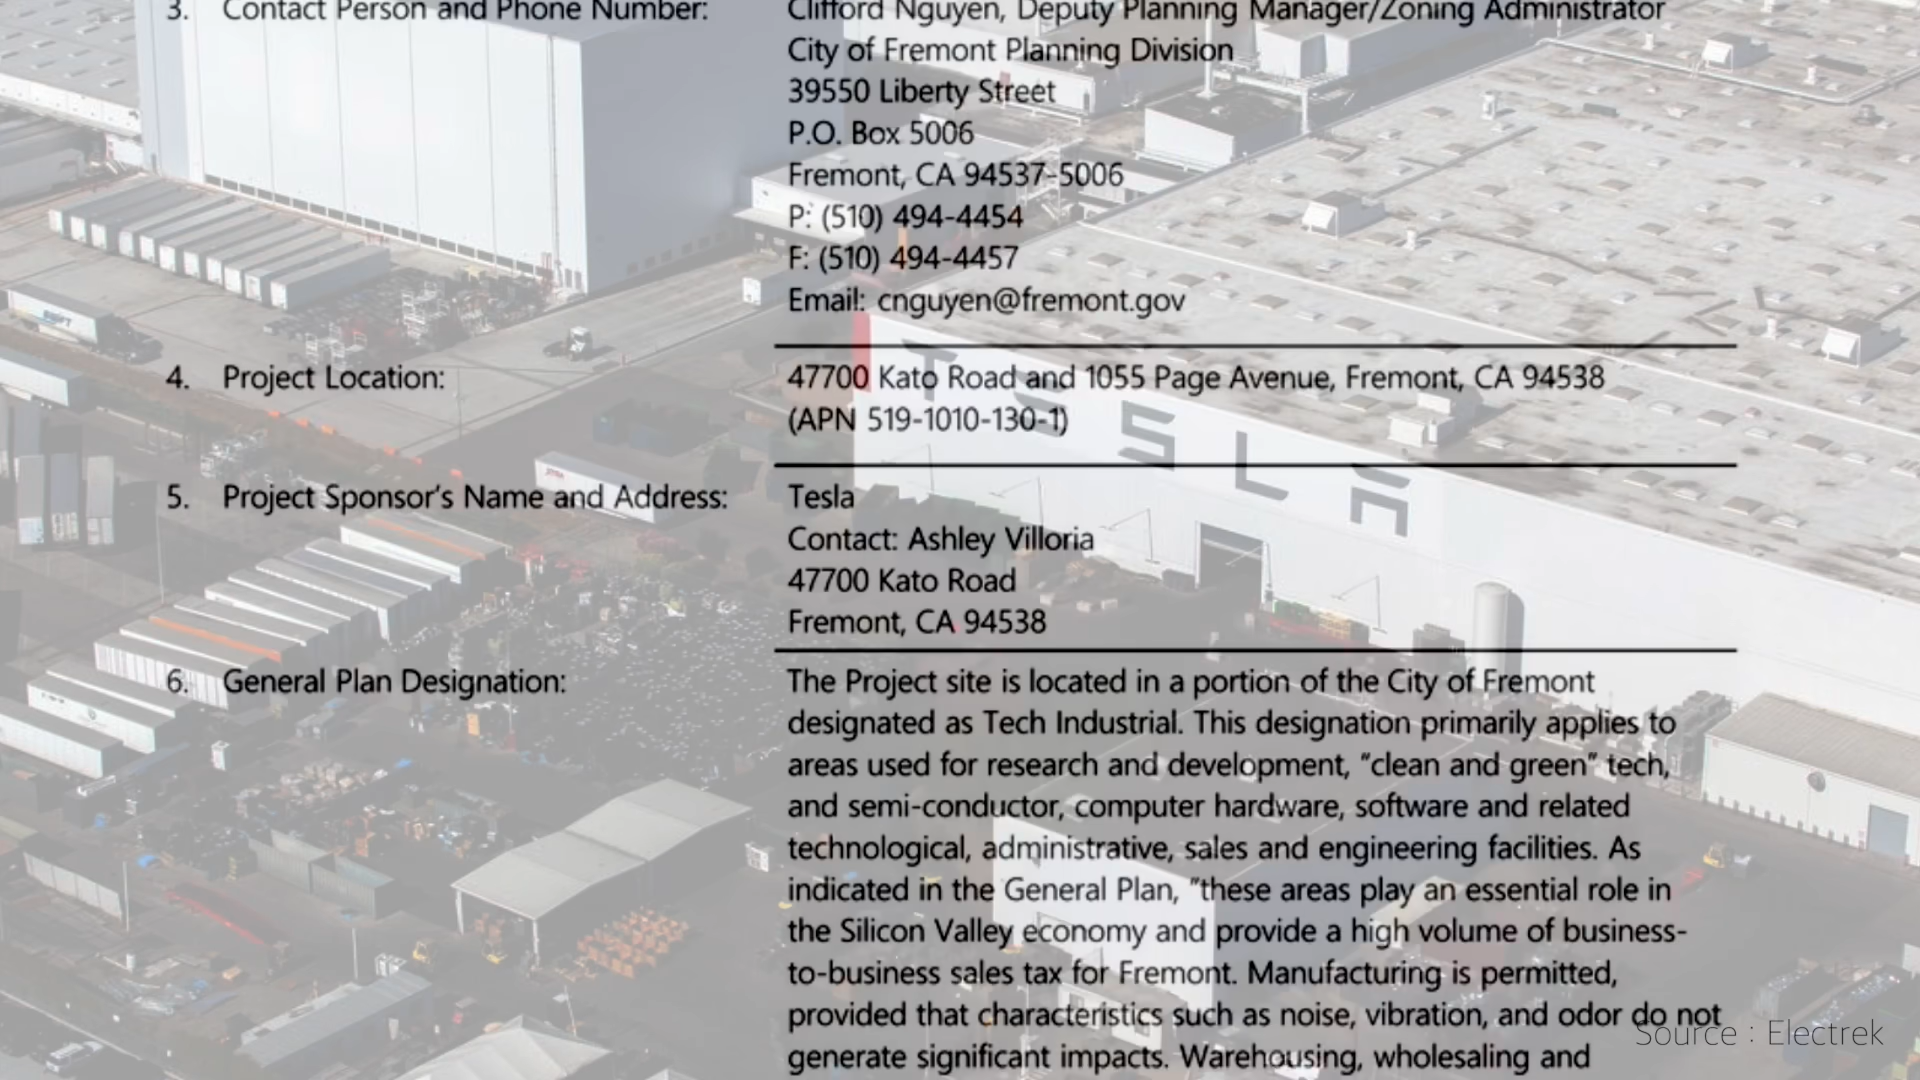 3. Contact Person and Phone Number: Clifford Nguyen, Deputy Planning Manager/Zoning Administrator
City of Fremont Planning Division
39550 Liberty Street
P.O. Box 5006
Fremont, CA 94537-5006
P: (510) 494-4454
F: (510) 494-4457
Email: cnguyen@fremont.gov
4. Project Location: 47700 Kato Road and 1055 Page Avenue, Fremont, CA 94538
(APN 519-1010-130-1)
TESLA
5. Project Sponsor's Name and Address: Tesla
Contact: Ashley Villoria
47700 Kato Road
Fremont, CA 94538
6. General Plan Designation: The Project site is located in a portion of the City of Fremont
designated as Tech Industrial. This designation primarily applies to
areas used for research and development, "clean and green" tech,
and semi-conductor, computer hardware, software and related
technological, administrative, sales and engineering facilities. As
indicated in the General Plan, "these areas play an essential role in
the Silicon Valley economy and provide a high volume of business-
to-business sales tax for Fremont. Manufacturing is permitted,
provided that characteristics such as noise, vibration, and odor do not
generate significant impacts. Warehousing, wholesaling and
Source : Electrek